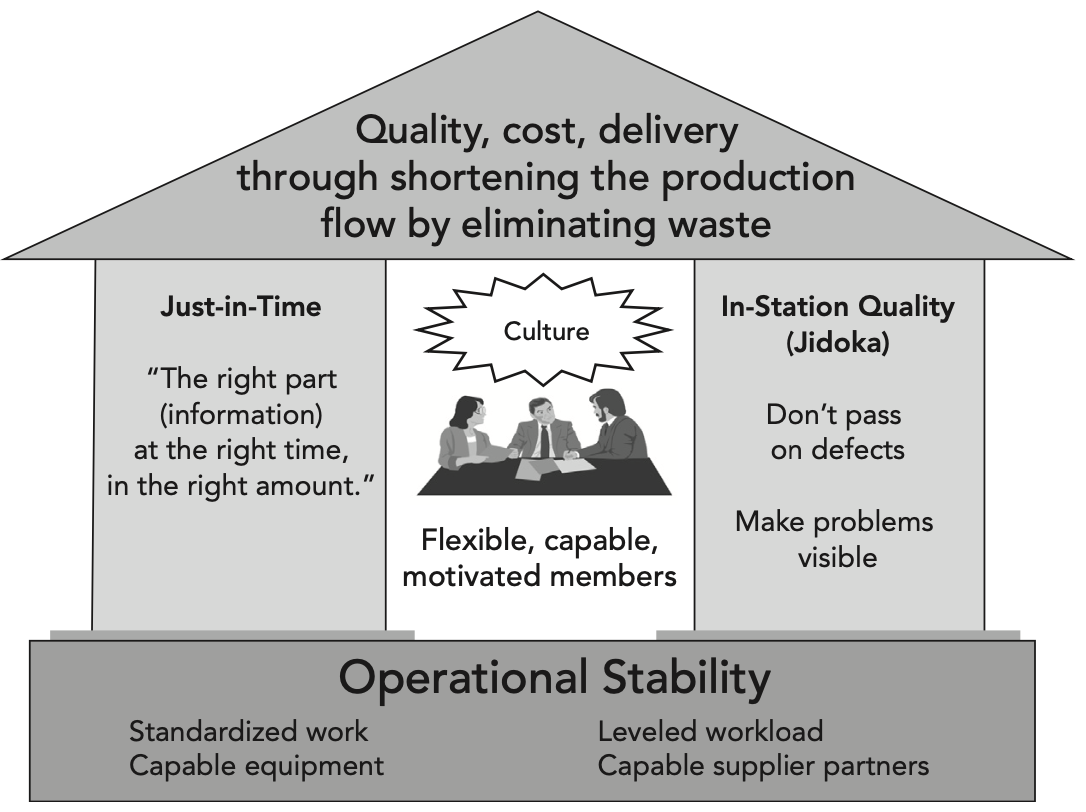 Quality, cost, delivery
through shortening the production
flow by eliminating waste
Just-in-Time
“The right part
(information)
at the right time,
in the right amount.”
Culture
Flexible, capable,
motivated members
In-Station Quality
(Jidoka)
Don’t pass
on defects
Make problems
visible
Operational Stability
Standardized work
Capable equipment
Leveled workload
Capable supplier partners